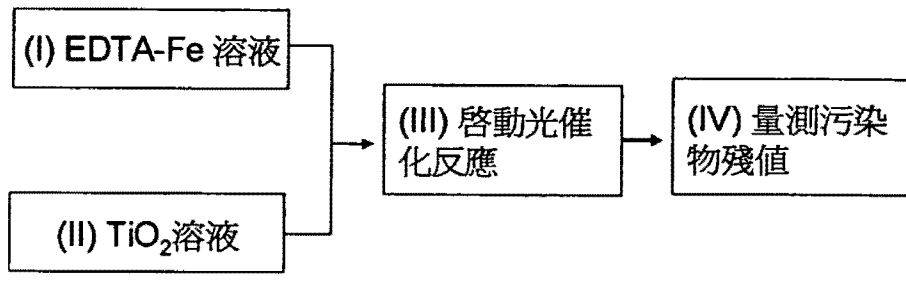 (I) EDTA-Fe 溶液
(II) TiO₂溶液
(III) 啓動光催
化反應
(IV) 量測污染
物殘值